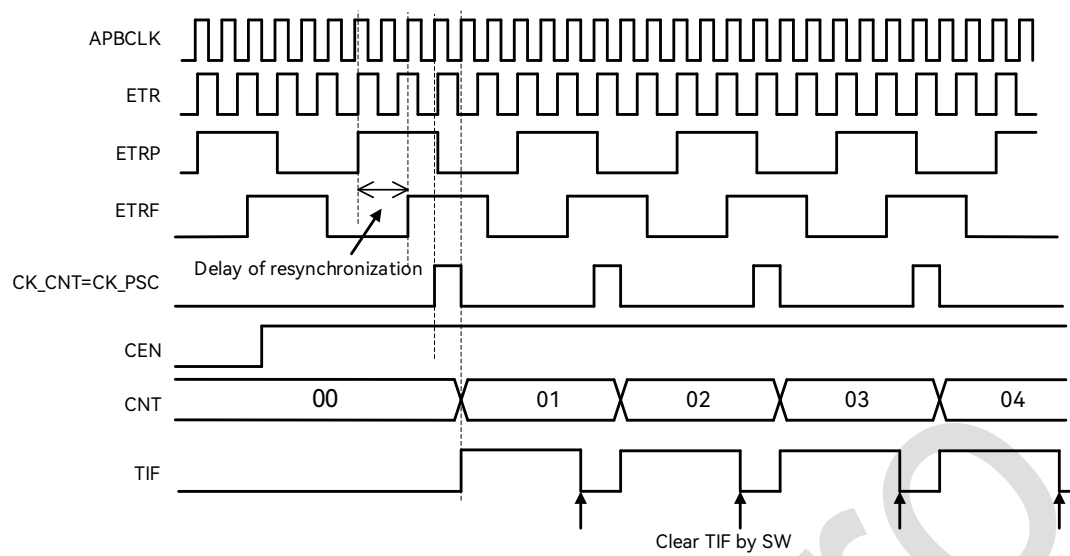 APBCLK
ETR
ETRP
ETRF
Delay of resynchronization
CK_CNT=CK_PSC
CEN
CNT 00 01 02 03 04
TIF
Clear TIF by SW